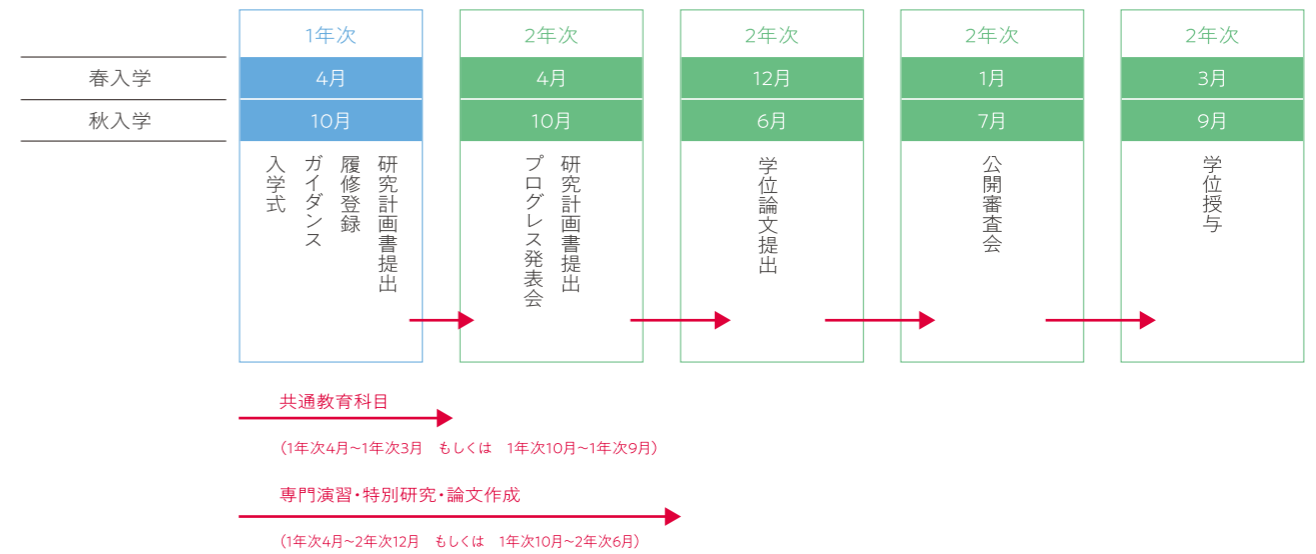 1年次
2年次
2年次
2年次
2年次
春入学
4月
4月
12月
1月
3月
秋入学
10月
10月
6月
7月
9月
研究計画書提出
履修登録
ガイダンス
入学式
研究計画書提出
プログレス発表会
学位論文提出
公開審査会
学位授与
共通教育科目
（1年次4月～1年次3月　もしくは　1年次10月～1年次9月）
専門演習・特別研究・論文作成
（1年次4月～2年次12月　もしくは　1年次10月～2年次6月）